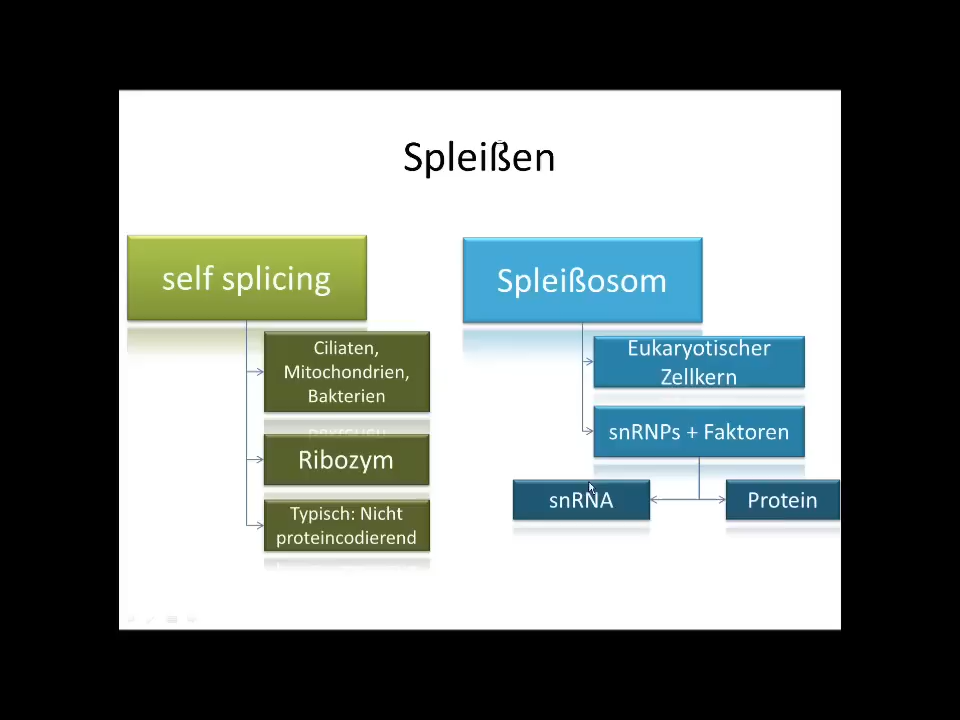 Spleißen
self splicing
Ciliaten,
Mitochondrien,
Bakterien
Ribozym
Typisch: Nicht
proteincodierend
Spleißosom
Eukaryotischer
Zellkern
snRNPs + Faktoren
snRNA
Protein